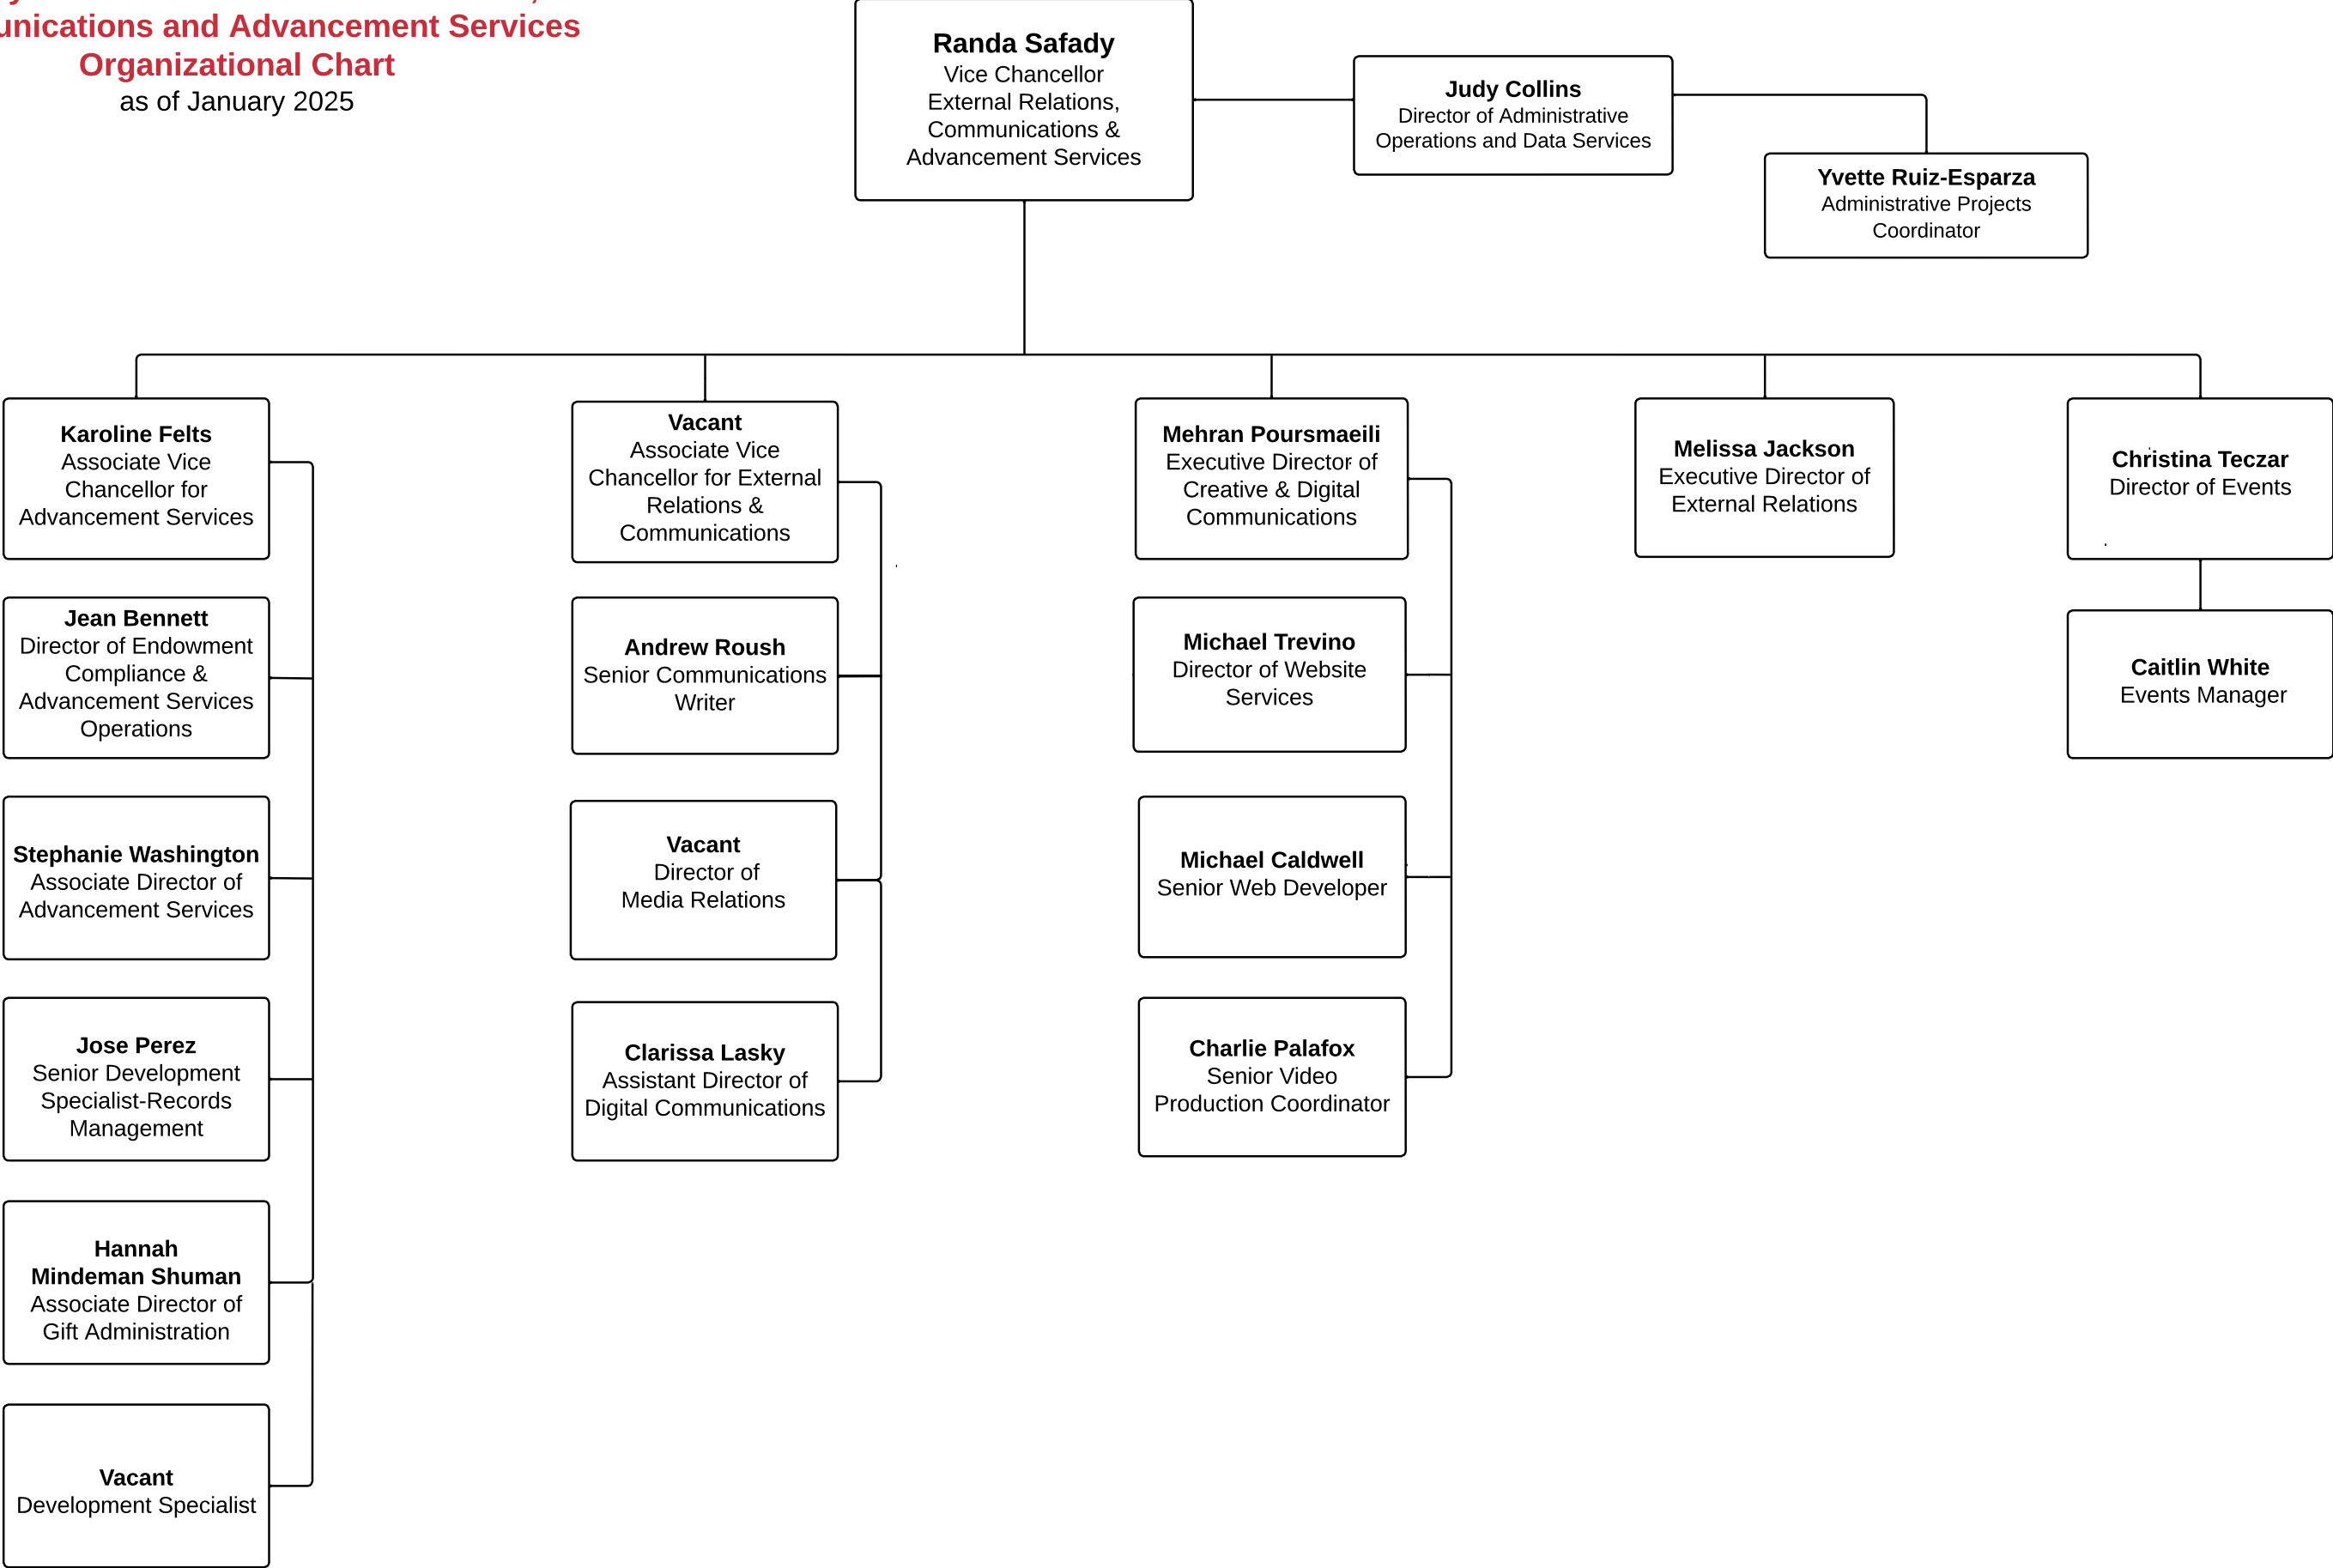 and Advancement Services
Organizational Chart
as of January 2025
Randa Safady
Vice Chancellor
External Relations,
Communications &
Advancement Services
Judy Collins
Director of Administrative
Operations and Data Services
Yvette Ruiz-Esparza
Administrative Projects
Coordinator
Karoline Felts
Associate Vice
Chancellor for
Advancement Services
Jean Bennett
Director of Endowment
Compliance &
Advancement Services
Operations
Stephanie Washington
Associate Director of
Advancement Services
Jose Perez
Senior Development
Specialist-Records
Management
Hannah
Mindeman Shuman
Associate Director of
Gift Administration
Vacant
Development Specialist
Vacant
Associate Vice
Chancellor for External
Relations &
Communications
Andrew Roush
Senior Communications
Writer
Vacant
Director of
Media Relations
Clarissa Lasky
Assistant Director of
Digital Communications
Mehran Poursmaeili
Executive Director of
Creative & Digital
Communications
Michael Trevino
Director of Website
Services
Michael Caldwell
Senior Web Developer
Charlie Palafox
Senior Video
Production Coordinator
Melissa Jackson
Executive Director of
External Relations
Christina Teczar
Director of Events
Caitlin White
Events Manager